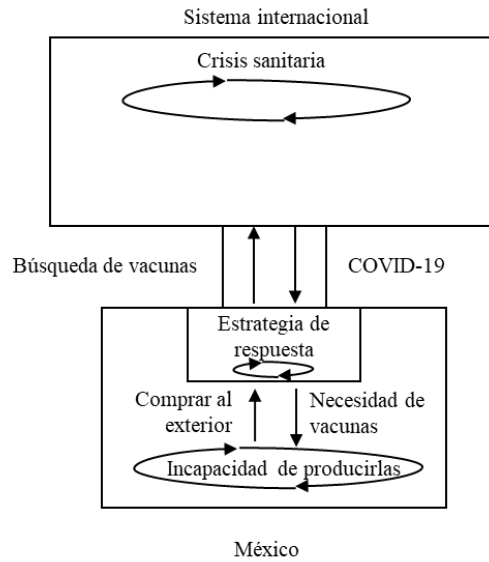 Sistema internacional
Crisis sanitaria
Búsqueda de vacunas
COVID-19
Estrategia de
respuesta
Comprar al
exterior
Necesidad de
vacunas
Incapacidad de producirlas
México